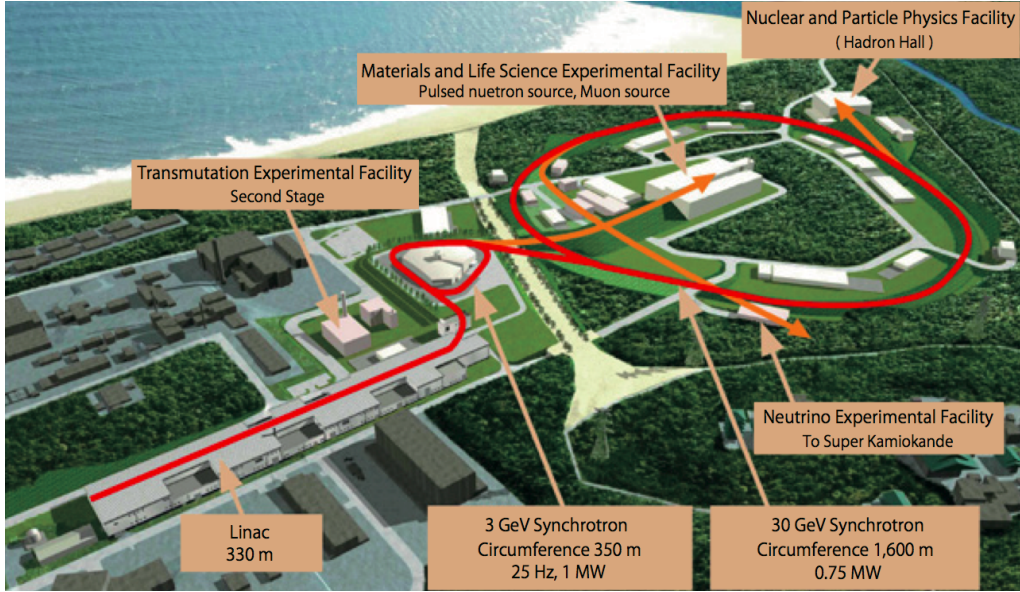 Nuclear and Particle Physics Facility
( Hadron Hall )
Materials and Life Science Experimental Facility
Pulsed nuetron source, Muon source
Transmutation Experimental Facility
Second Stage
Neutrino Experimental Facility
To Super Kamiokande
Linac
330 m
3 GeV Synchrotron
Circumference 350 m
25 Hz, 1 MW
30 GeV Synchrotron
Circumference 1,600 m
0.75 MW